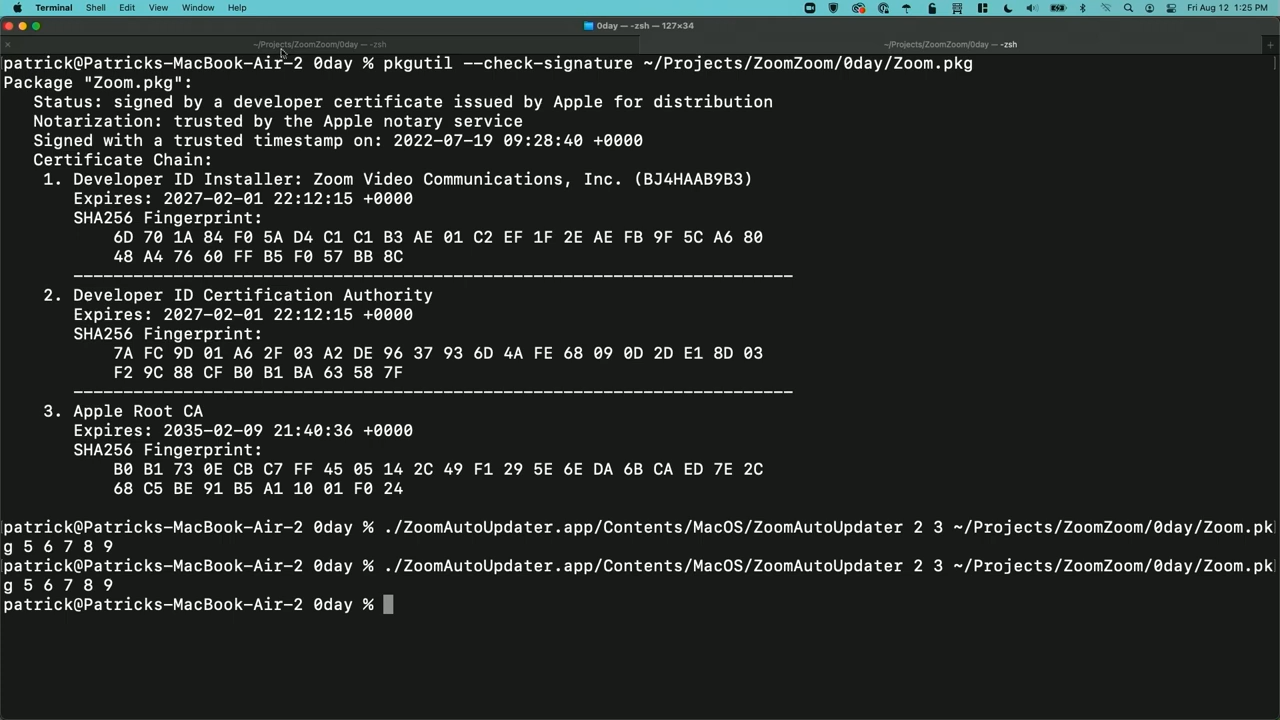 Terminal Shell Edit View Window Help Fri Aug 12 1:25 PM
0day — -zsh — 127×34
~/Projects/ZoomZoom/0day — -zsh ~/Projects/ZoomZoom/0day — -zsh
patrick@Patricks-MacBook-Air-2 0day % pkgutil --check-signature ~/Projects/ZoomZoom/0day/Zoom.pkg
Package "Zoom.pkg":
Status: signed by a developer certificate issued by Apple for distribution
Notarization: trusted by the Apple notary service
Signed with a trusted timestamp on: 2022-07-19 09:28:40 +0000
Certificate Chain:
1. Developer ID Installer: Zoom Video Communications, Inc. (BJ4HAAB9B3)
Expires: 2027-02-01 22:12:15 +0000
SHA256 Fingerprint:
6D 70 1A 84 F0 5A D4 C1 C1 B3 AE 01 C2 EF 1F 2E AE FB 9F 5C A6 80
48 A4 76 60 FF B5 F0 57 BB 8C
------------------------------------------------------------------------
2. Developer ID Certification Authority
Expires: 2027-02-01 22:12:15 +0000
SHA256 Fingerprint:
7A FC 9D 01 A6 2F 03 A2 DE 96 37 93 6D 4A FE 68 09 0D 2D E1 8D 03
F2 9C 88 CF B0 B1 BA 63 58 7F
------------------------------------------------------------------------
3. Apple Root CA
Expires: 2035-02-09 21:40:36 +0000
SHA256 Fingerprint:
B0 B1 73 0E CB C7 FF 45 05 14 2C 49 F1 29 5E 6E DA 6B CA ED 7E 2C
68 C5 BE 91 B5 A1 10 01 F0 24
patrick@Patricks-MacBook-Air-2 0day % ./ZoomAutoUpdater.app/Contents/MacOS/ZoomAutoUpdater 2 3 ~/Projects/ZoomZoom/0day/Zoom.pk
g 5 6 7 8 9
patrick@Patricks-MacBook-Air-2 0day % ./ZoomAutoUpdater.app/Contents/MacOS/ZoomAutoUpdater 2 3 ~/Projects/ZoomZoom/0day/Zoom.pk
g 5 6 7 8 9
patrick@Patricks-MacBook-Air-2 0day %